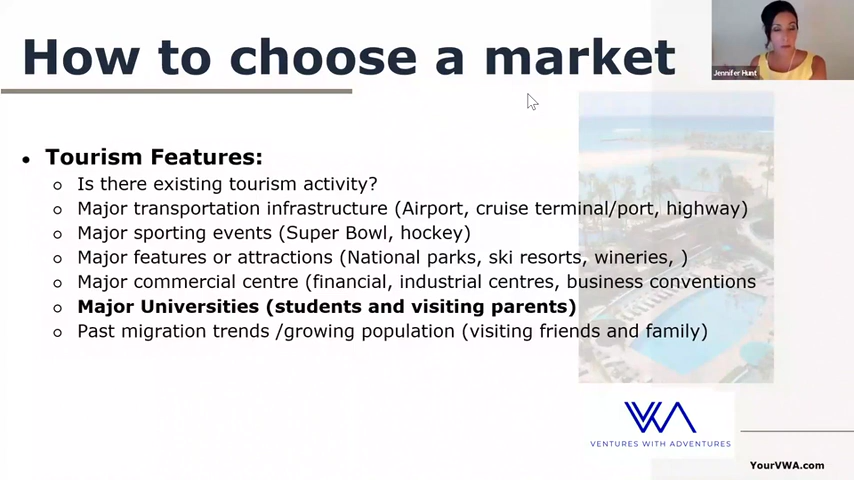 How to choose a market
Jennifer Hunt
• Tourism Features:
o Is there existing tourism activity?
o Major transportation infrastructure (Airport, cruise terminal/port, highway)
o Major sporting events (Super Bowl, hockey)
o Major features or attractions (National parks, ski resorts, wineries, )
o Major commercial centre (financial, industrial centres, business conventions
o Major Universities (students and visiting parents)
o Past migration trends /growing population (visiting friends and family)
VWA
VENTURES WITH ADVENTURES
YourVWA.com